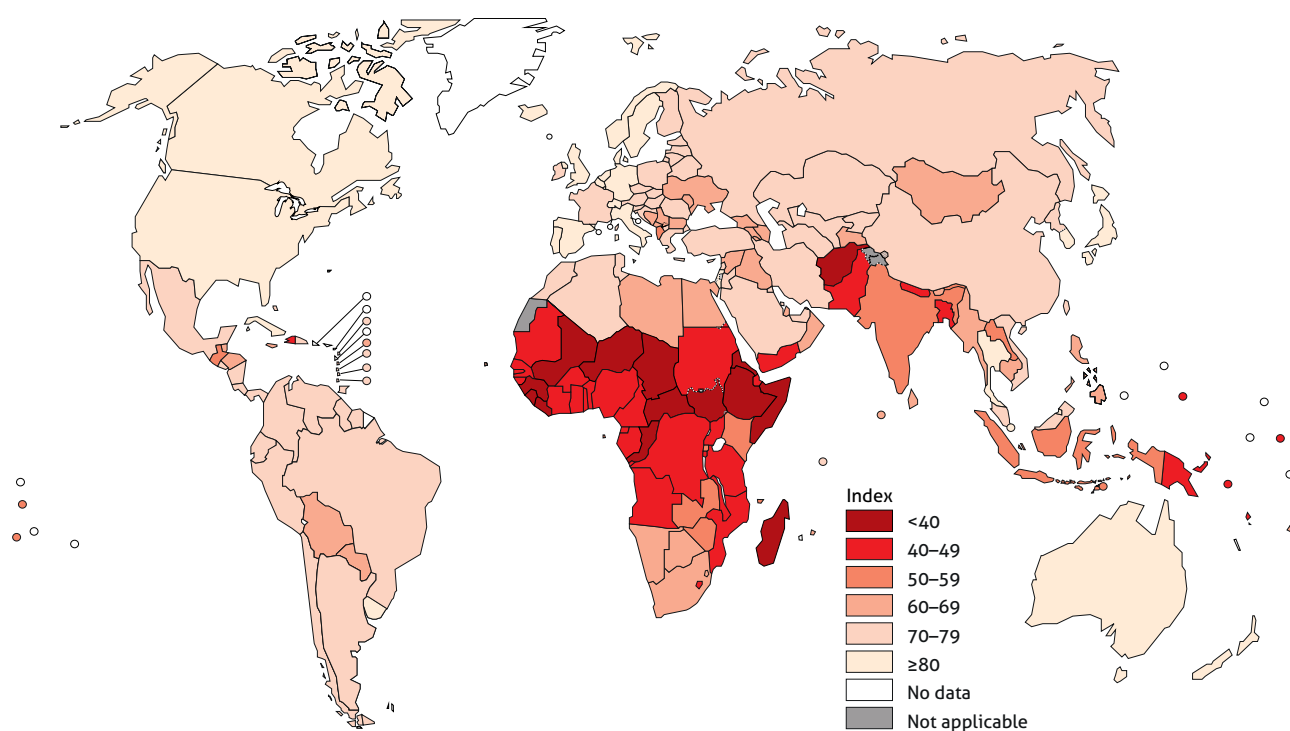 Index
<40
40–49
50–59
60–69
70–79
≥80
No data
Not applicable